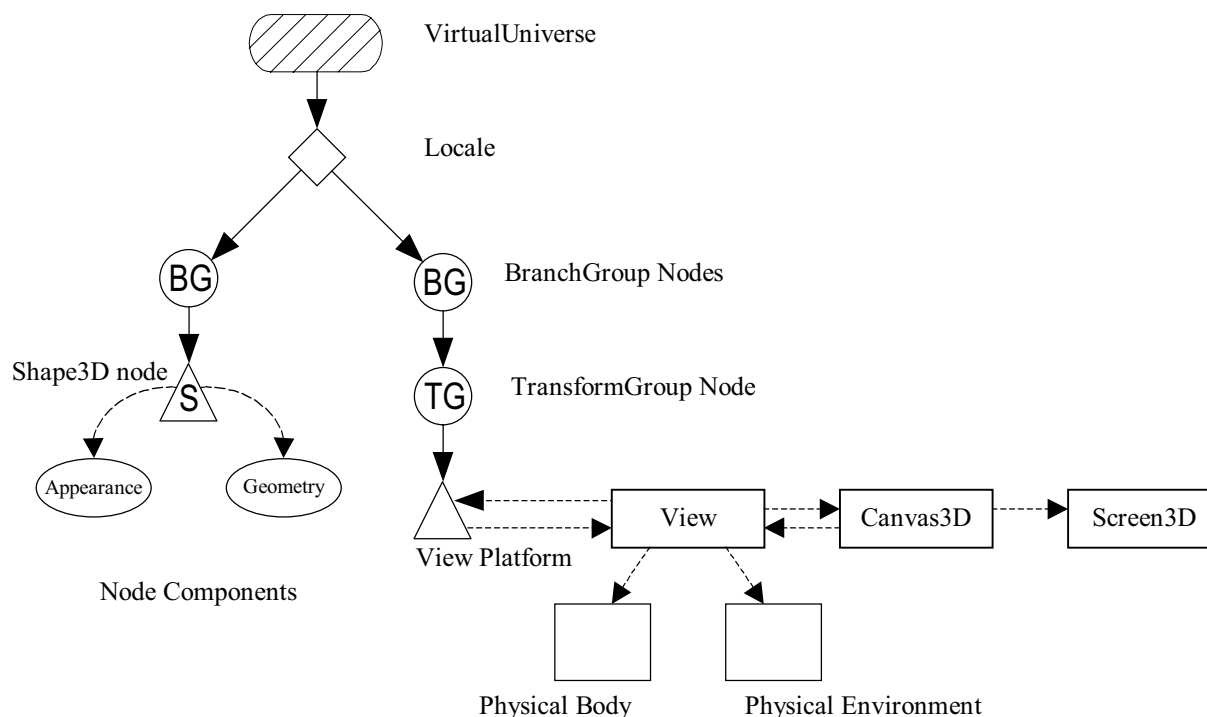 VirtualUniverse
Locale
BG
BG
BranchGroup Nodes
Shape3D node
S
TG
TransformGroup Node
Appearance
Geometry
View
Canvas3D
Screen3D
View Platform
Node Components
Physical Body
Physical Environment